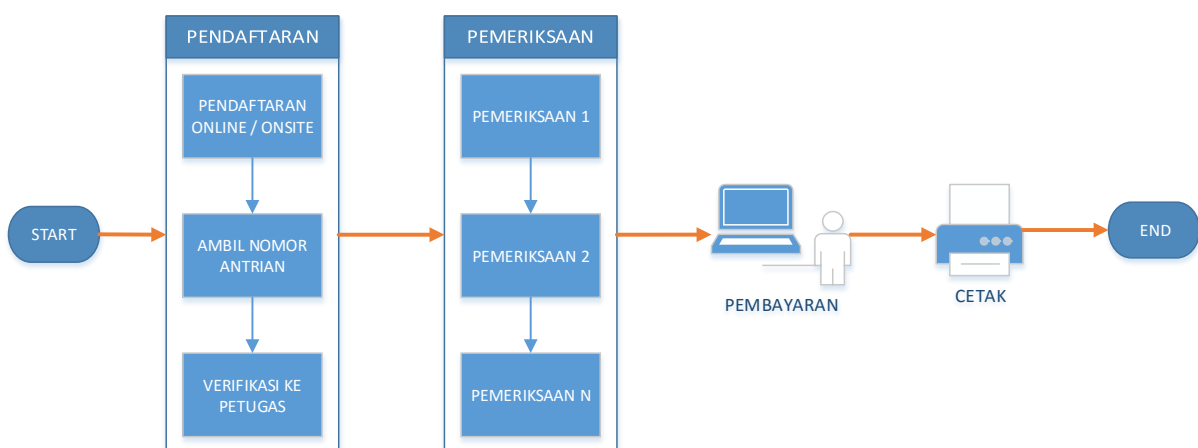 START
PENDAFTARAN
PENDAFTARAN
ONLINE / ONSITE
AMBIL NOMOR
ANTRIAN
VERIFIKASI KE
PETUGAS
PEMERIKSAAN
PEMERIKSAAN 1
PEMERIKSAAN 2
PEMERIKSAAN N
PEMBAYARAN
CETAK
END